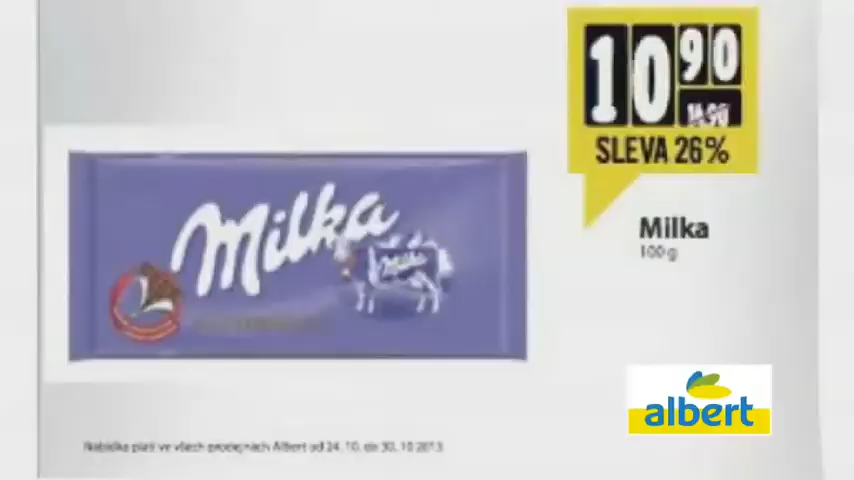 10 90
14.90
SLEVA 26%
Milka
Milka
Milka
100 g
albert
Nabídka platí ve všech prodejnách Albert od 24. 10. do 30. 10 2013